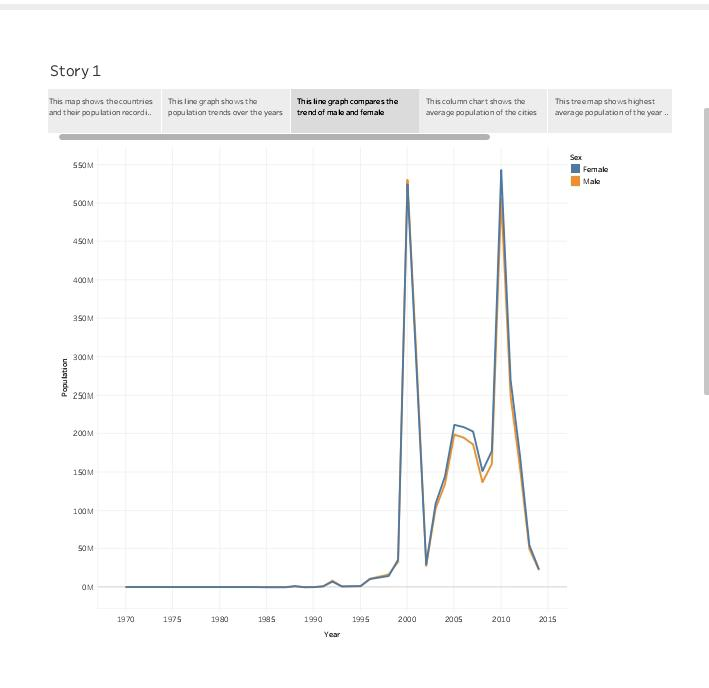 Story 1
This map shows the countries
and their population recordi..
This line graph shows the
population trends over the years
This line graph compares the
trend of male and female
This column chart shows the
average population of the cities
This tree map shows highest
average population of the year ..
Sex
Female
Male
550M
500M
450M
400M
350M
300M
250M
200M
150M
100M
50M
0M
Population
1970
1975
1980
1985
1990
1995
2000
2005
2010
2015
Year